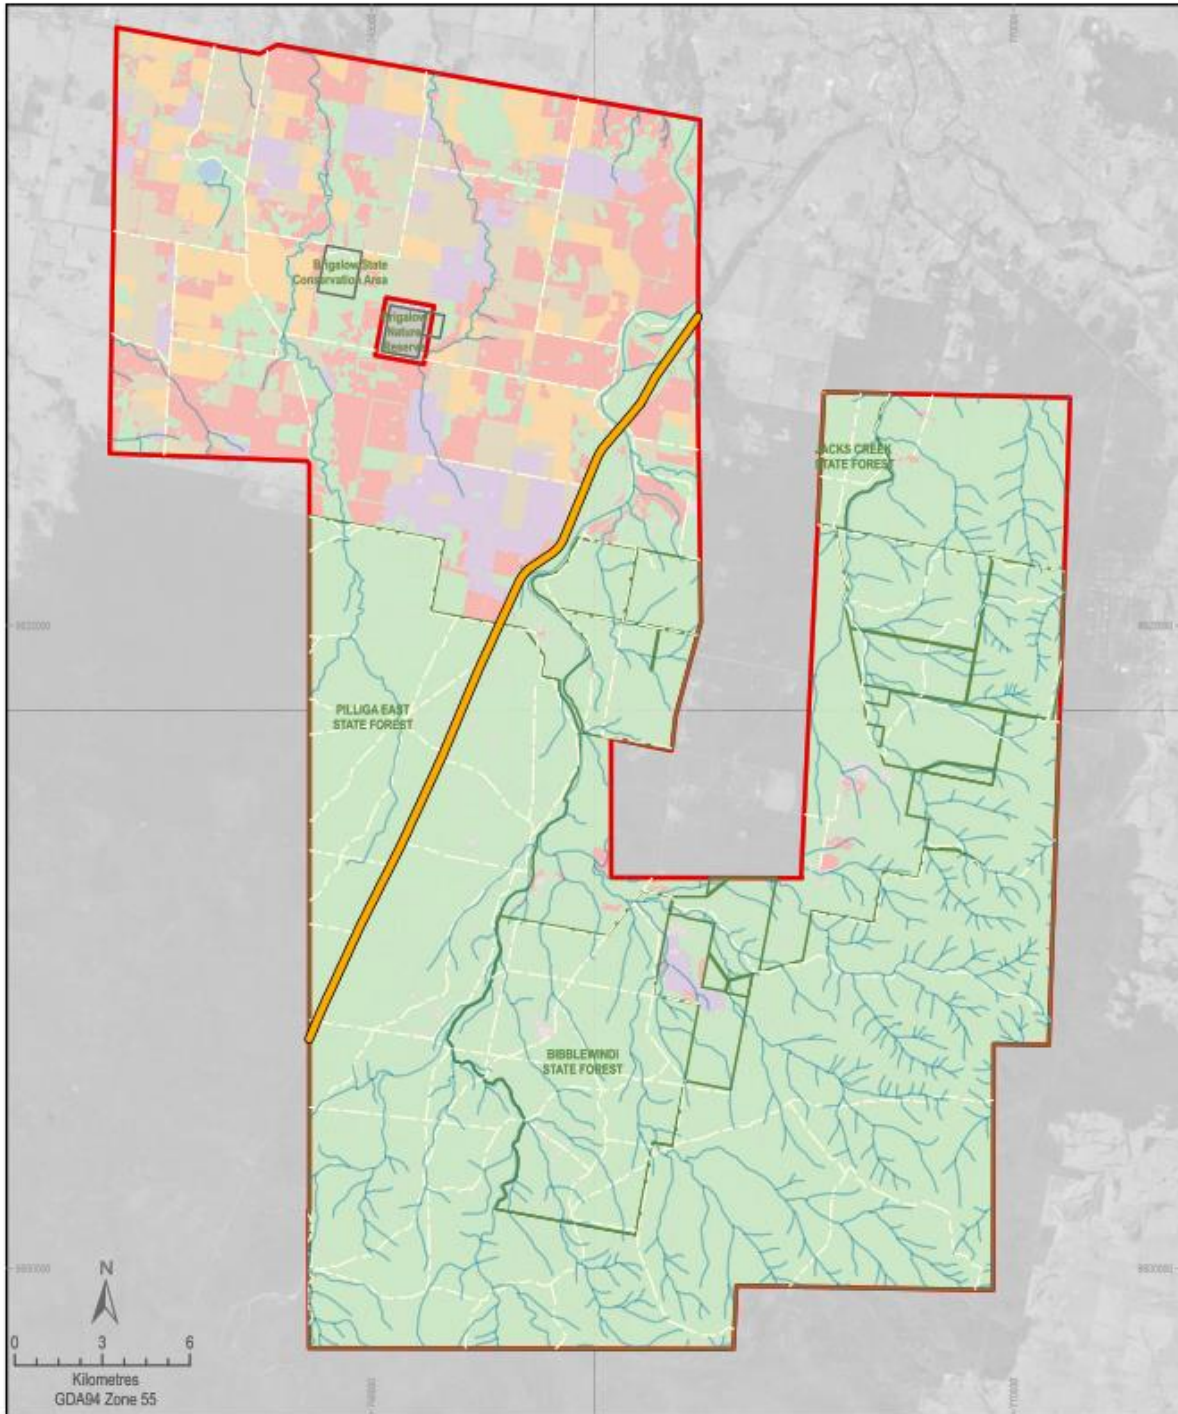 Brigalow State
Conservation Area
Brigalow
Nature
Reserve
JACKS CREEK
STATE FOREST
PILLIGA EAST
STATE FOREST
BIBBLEWINDI
STATE FOREST
N
0 3 6
Kilometres
GDA94 Zone 55